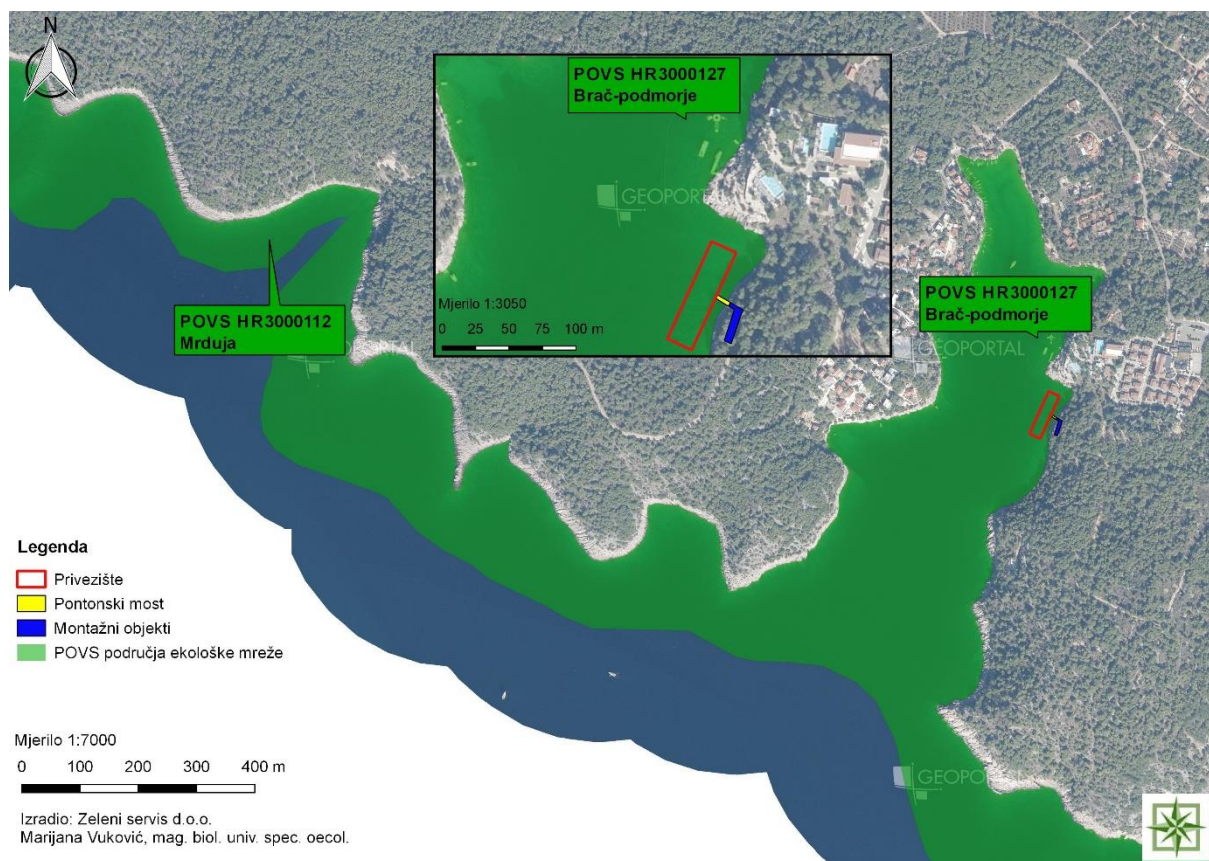 N
POVS HR3000127
Brač-podmorje
GEOPORTAL
Mjerilo 1:3050
0 25 50 75 100 m
POVS HR3000112
Mrduja
GEOPORTAL
POVS HR3000127
Brač-podmorje
GEOPORTAL
Legenda
Privezište
Pontonski most
Montažni objekti
POVS područja ekološke mreže
Mjerilo 1:7000
0 100 200 300 400 m
GEOPORTAL
Izradio: Zeleni servis d.o.o.
Marijana Vuković, mag. biol. univ. spec. oecol.